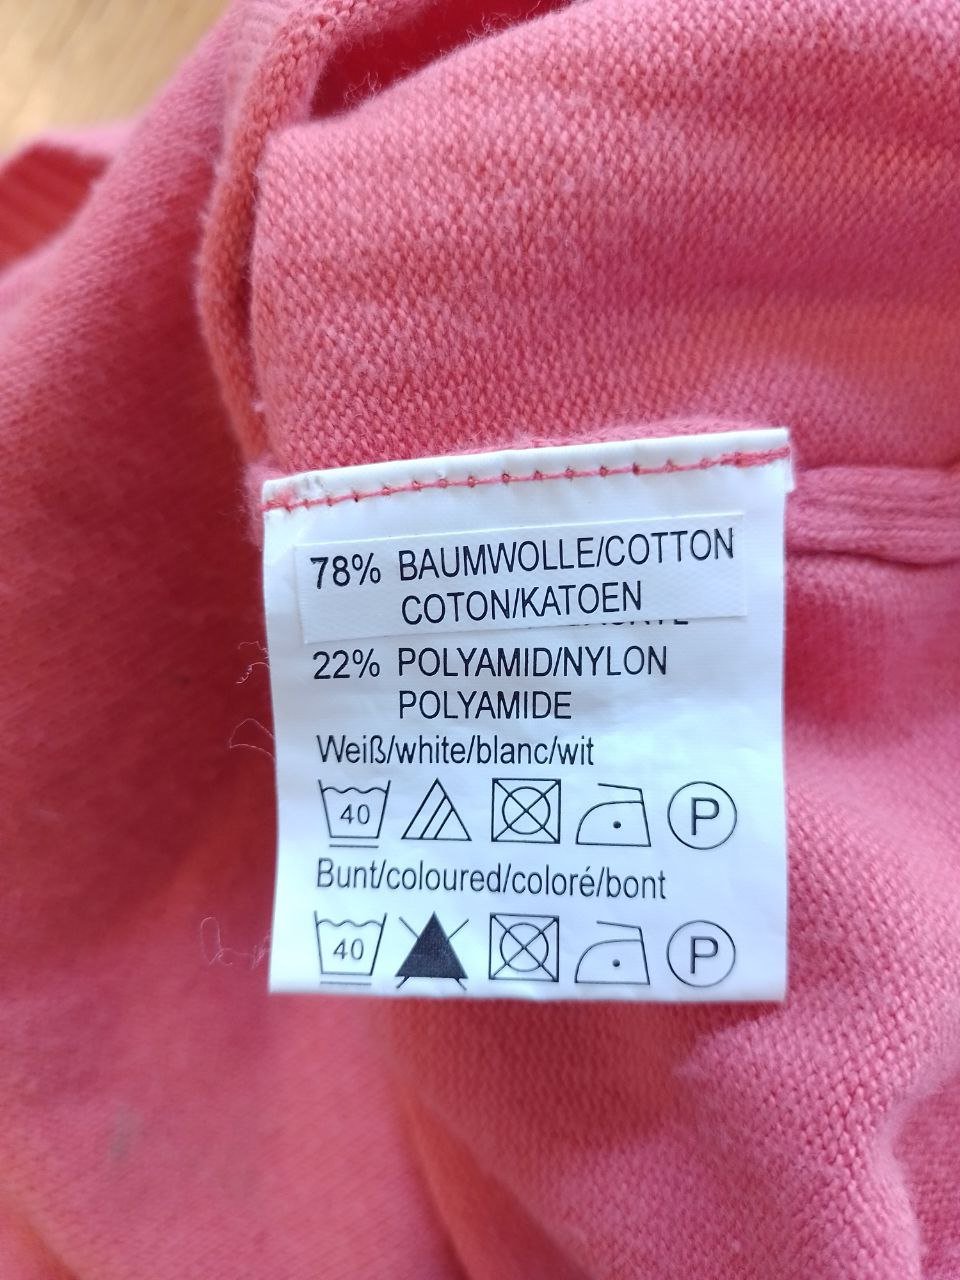 78% BAUMWOLLE/COTTON
COTON/KATOEN
22% POLYAMID/NYLON
POLYAMIDE
Weiß/white/blanc/wit
40 P
Bunt/coloured/coloré/bont
40 P